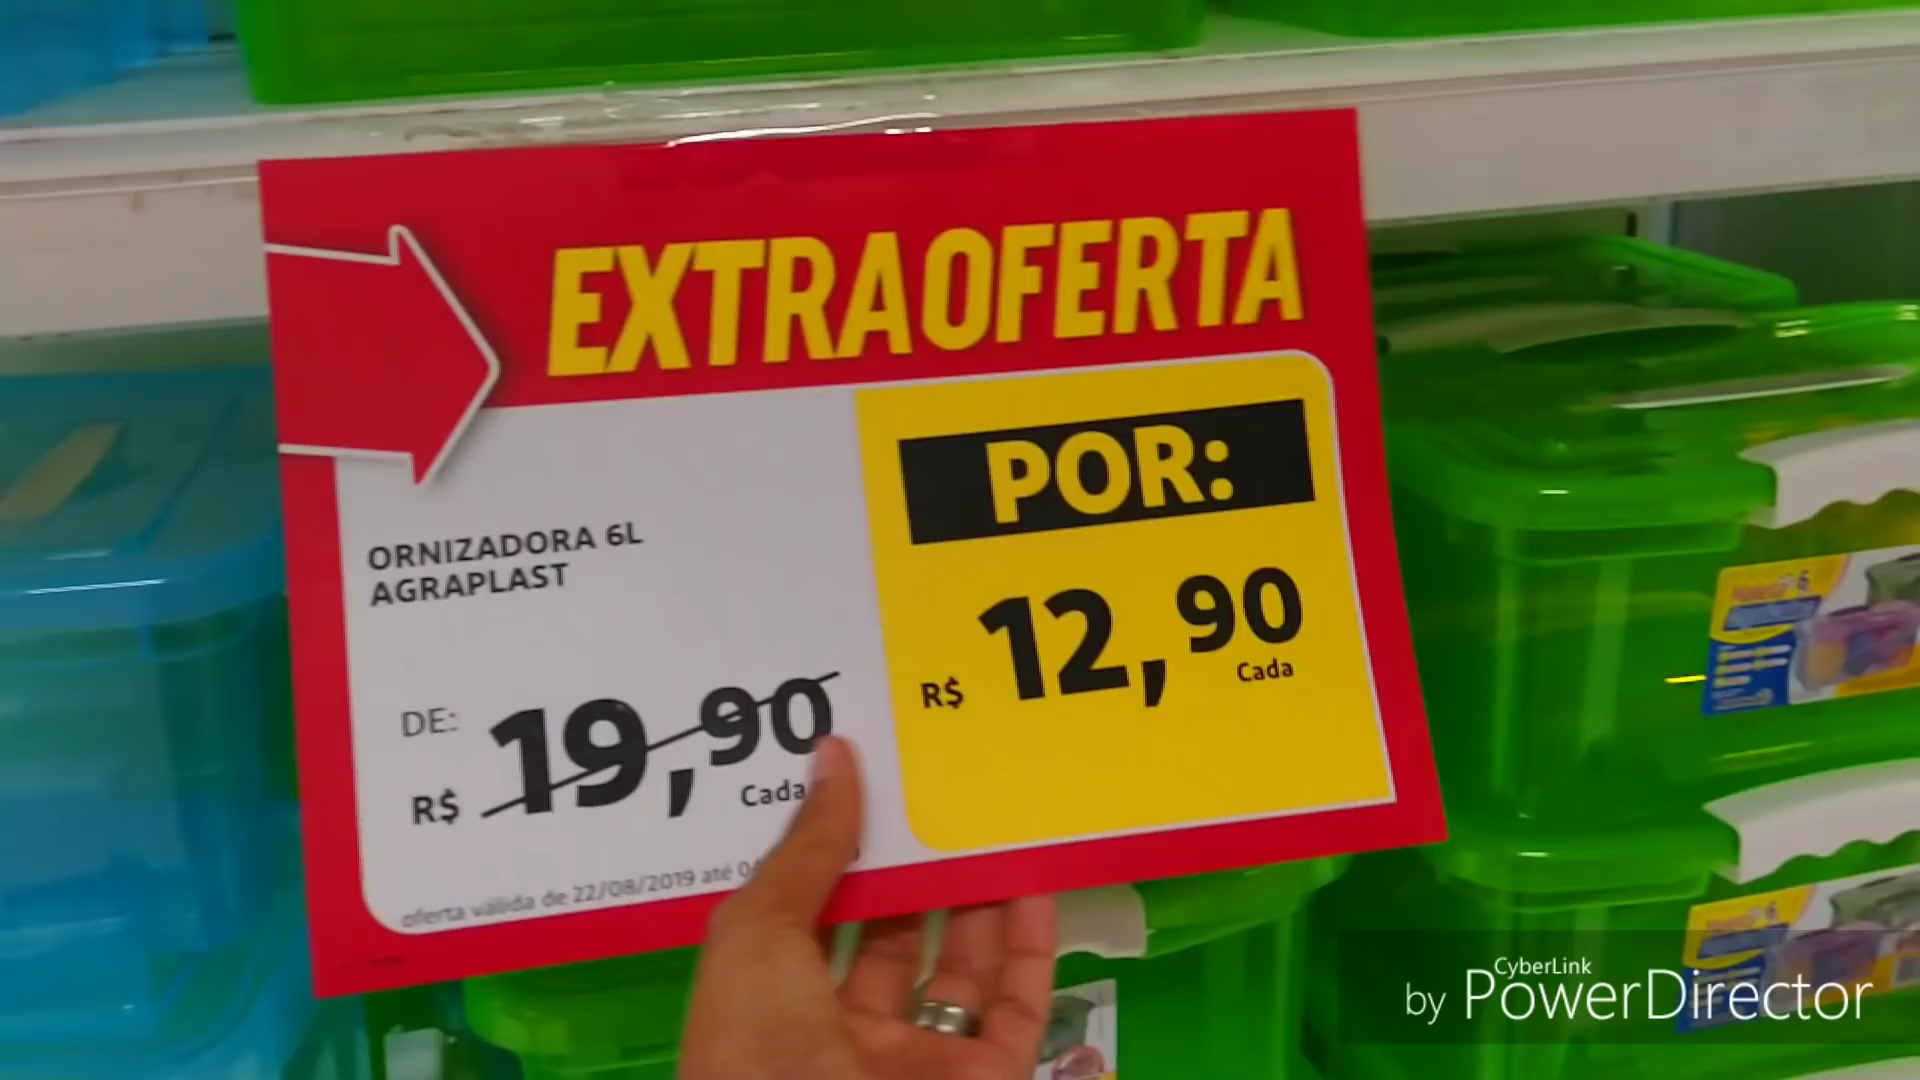 EXTRAOFERTA
ORNIZADORA 6L
AGRAPLAST
DE:
R$ 19,90
Cada
POR:
R$ 12,90
Cada
oferta válida de 22/08/2019 até
CyberLink
by PowerDirector